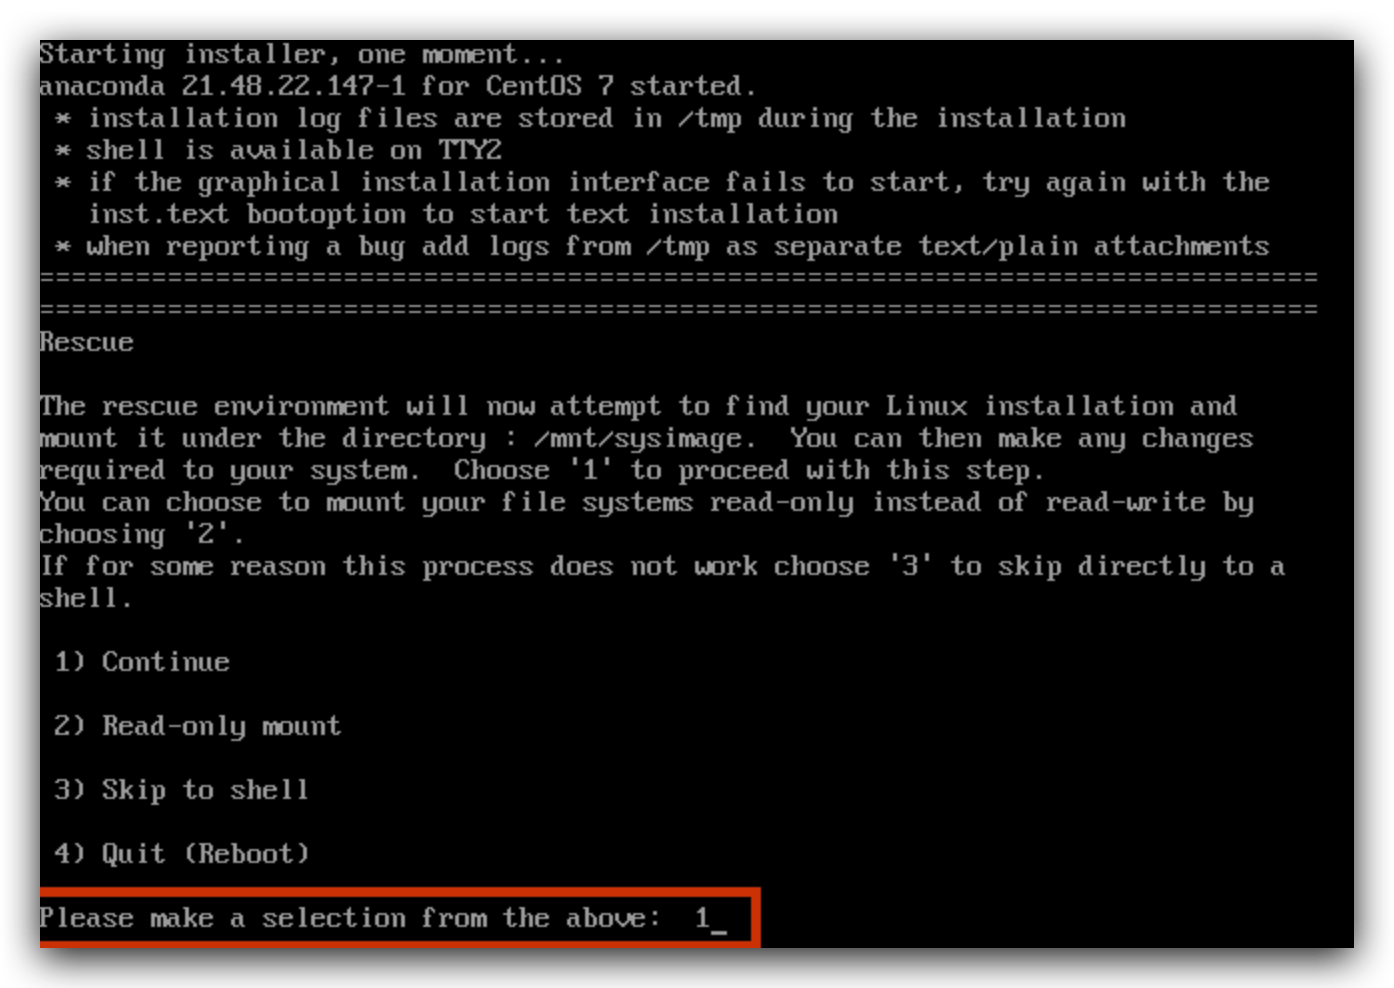 Starting installer, one moment...
anaconda 21.48.22.147-1 for CentOS 7 started.
* installation log files are stored in /tmp during the installation
* shell is available on TTY2
* if the graphical installation interface fails to start, try again with the
inst.text bootoption to start text installation
* when reporting a bug add logs from /tmp as separate text/plain attachments
================================================================================
================================================================================
Rescue
The rescue environment will now attempt to find your Linux installation and
mount it under the directory : /mnt/sysimage.  You can then make any changes
required to your system.  Choose '1' to proceed with this step.
You can choose to mount your file systems read-only instead of read-write by
choosing '2'.
If for some reason this process does not work choose '3' to skip directly to a
shell.
1) Continue
2) Read-only mount
3) Skip to shell
4) Quit (Reboot)
Please make a selection from the above:  1_